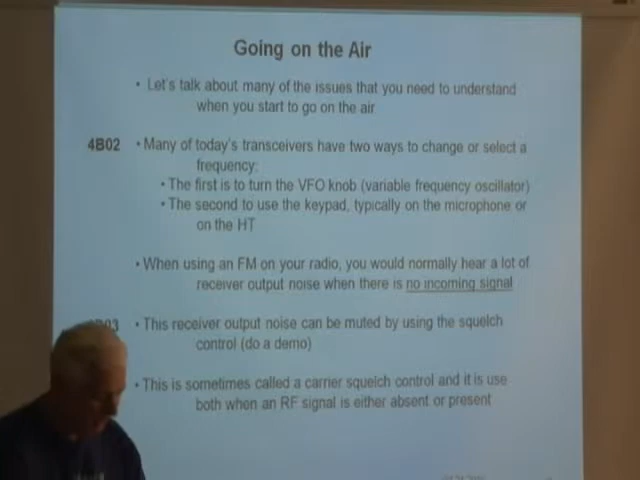 Going on the Air
• Let's talk about many of the issues that you need to understand
when you start to go on the air
4B02 • Many of today's transceivers have two ways to change or select a
frequency:
• The first is to turn the VFO knob (variable frequency oscillator)
• The second to use the keypad, typically on the microphone or
on the HT
• When using an FM on your radio, you would normally hear a lot of
receiver output noise when there is no incoming signal
• This receiver output noise can be muted by using the squelch
control (do a demo)
• This is sometimes called a carrier squelch control and it is use
both when an RF signal is either absent or present